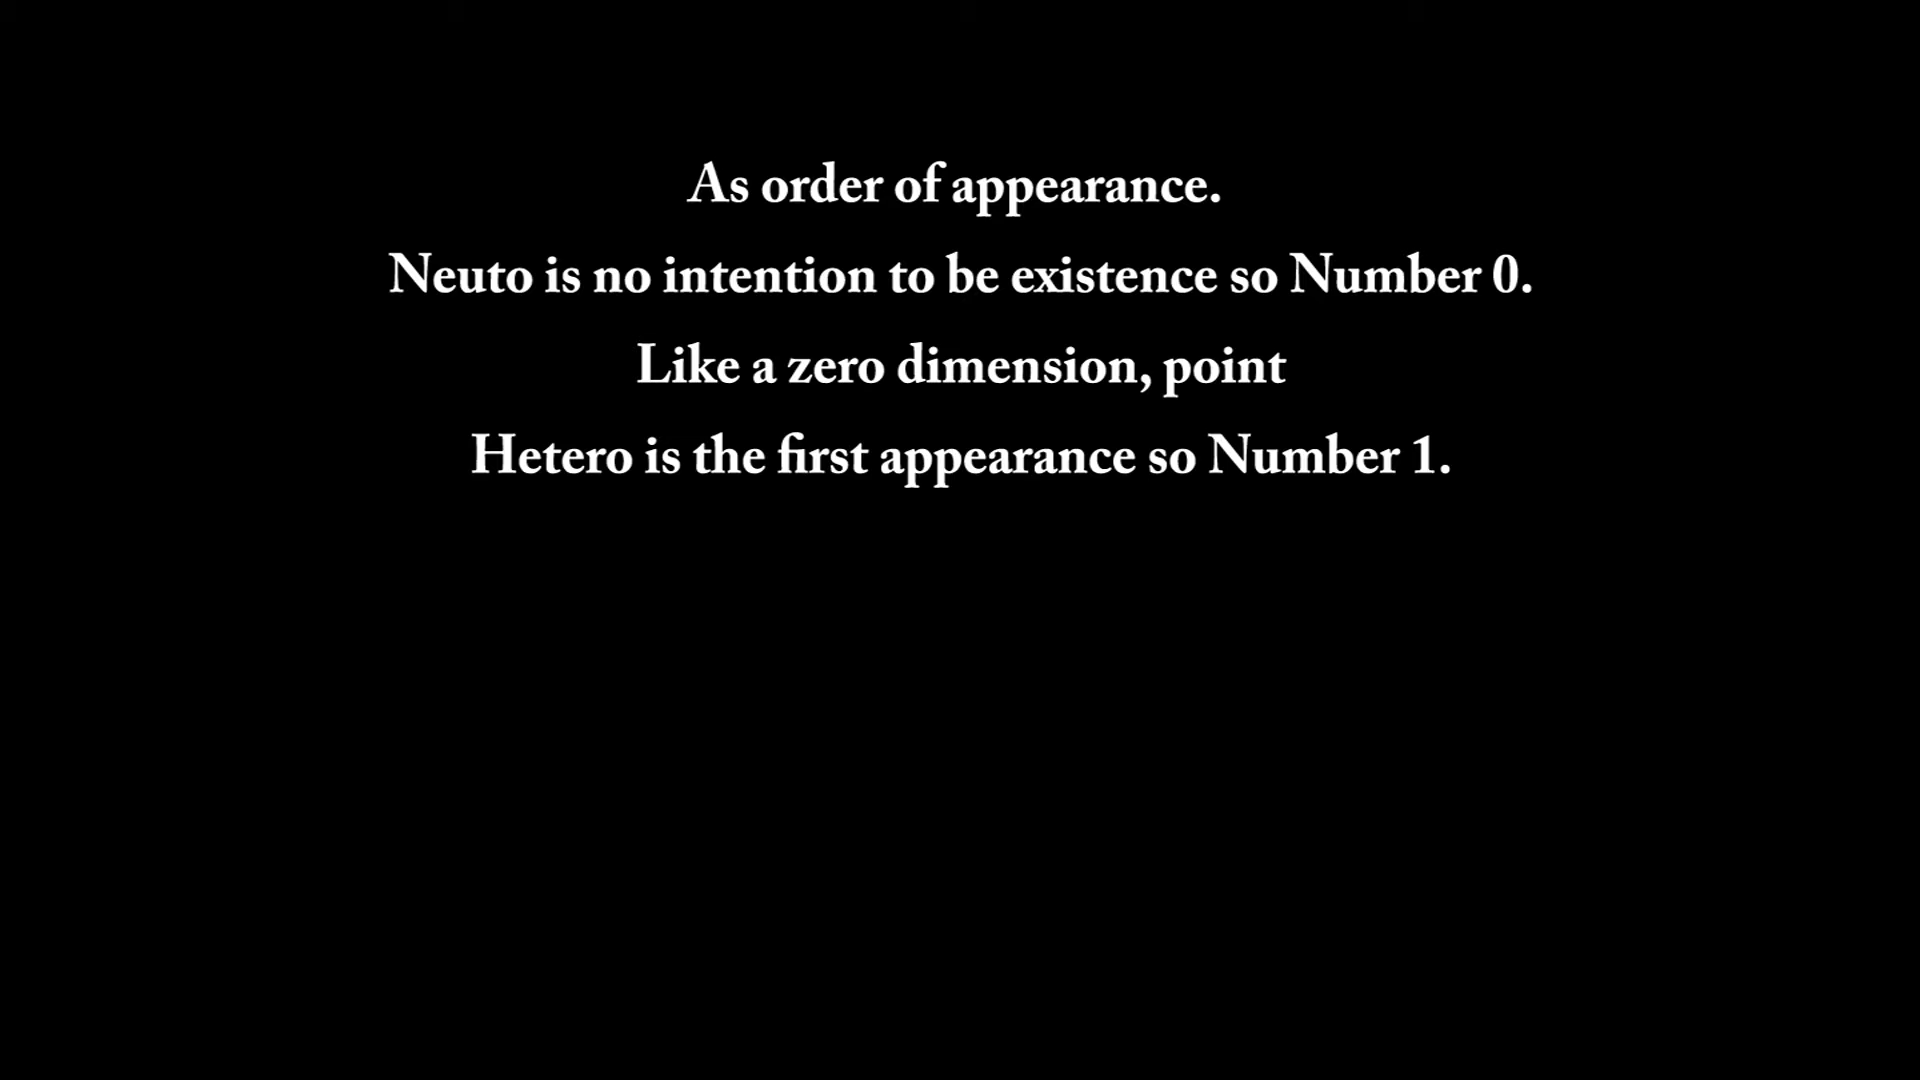 As order of appearance.
Neuto is no intention to be existence so Number 0.
Like a zero dimension, point
Hetero is the first appearance so Number 1.